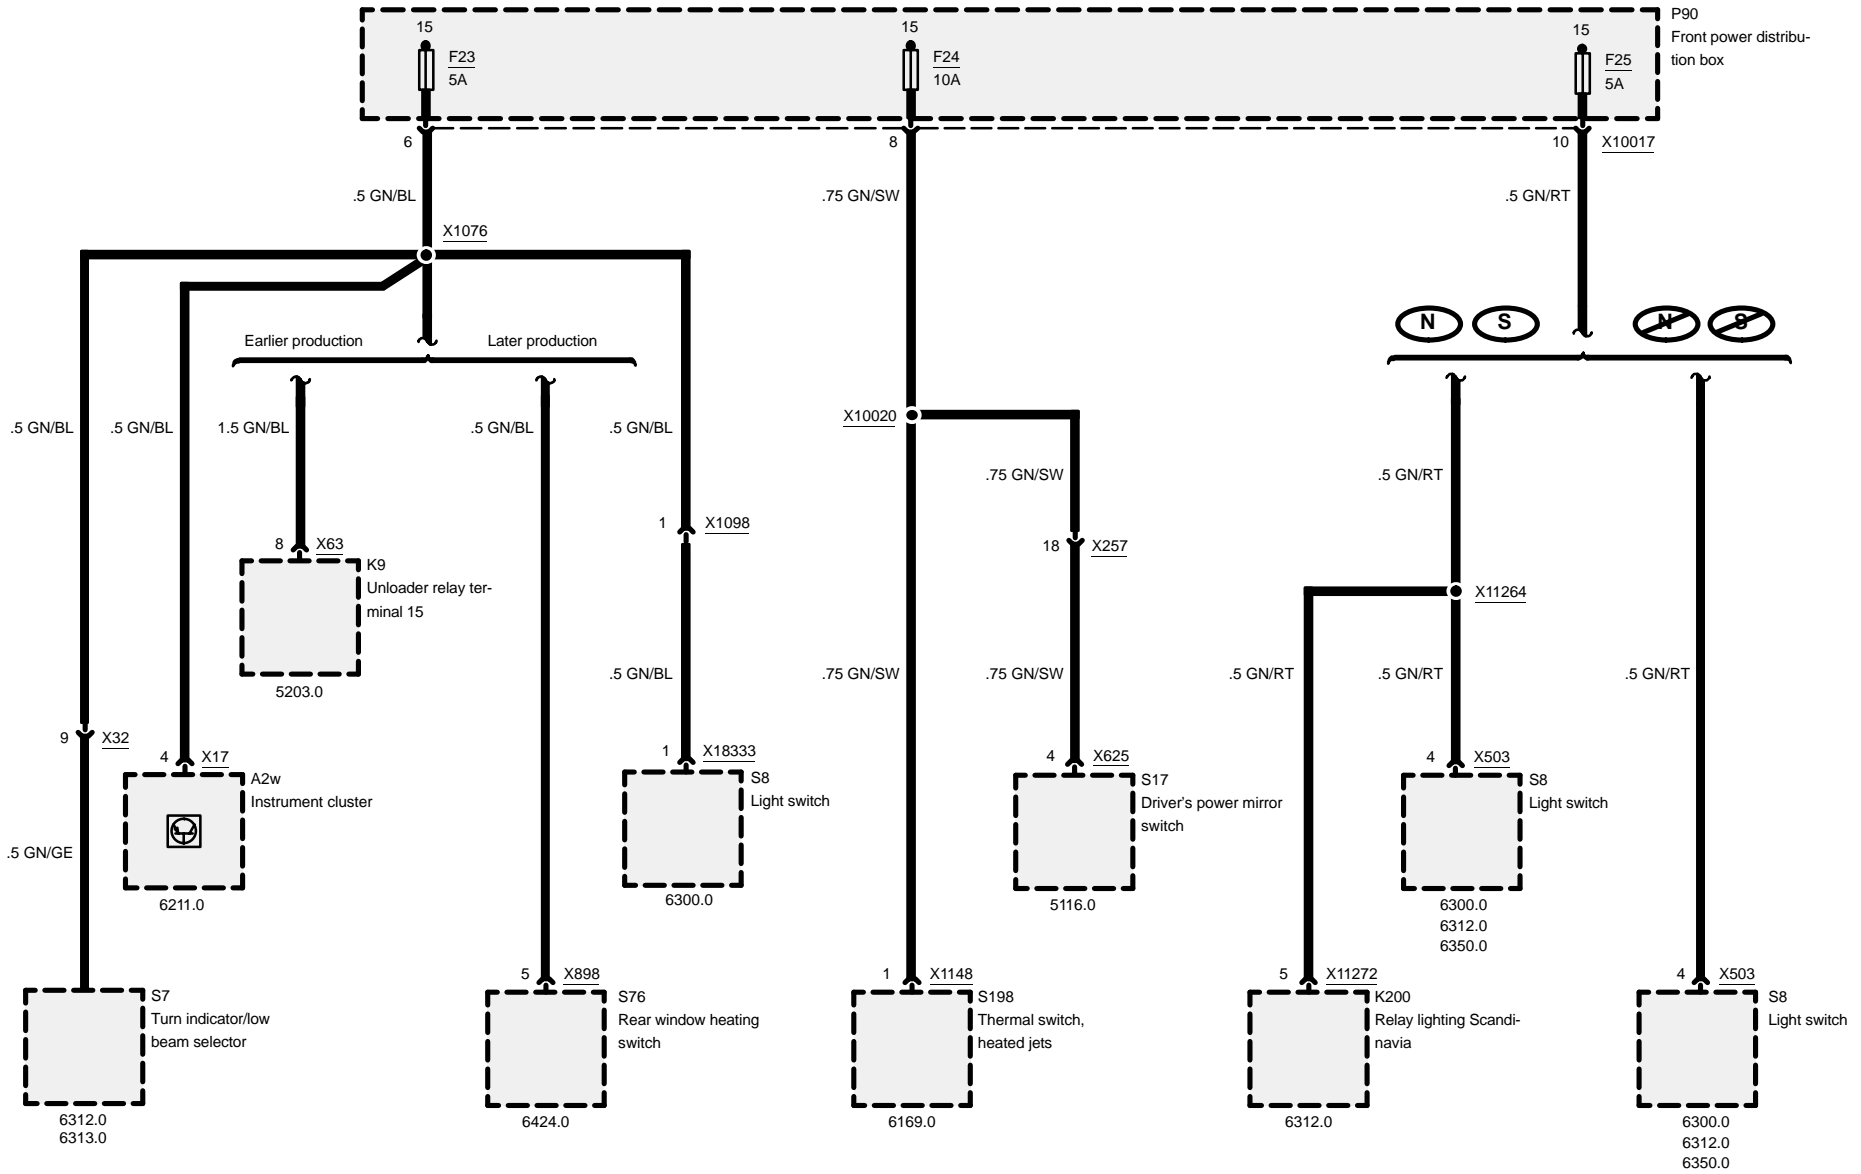 P90
Front power distribu-
tion box
15
F23
5A
15
F24
10A
15
F25
5A
6
8
10
X10017
.5 GN/BL
.75 GN/SW
.5 GN/RT
X1076
N
S
N
S
Earlier production
Later production
.5 GN/BL
.5 GN/BL
1.5 GN/BL
.5 GN/BL
.5 GN/BL
X10020
.75 GN/SW
.5 GN/RT
1
X1098
8
X63
18
X257
K9
Unloader relay ter-
minal 15
5203.0
X11264
.5 GN/BL
.75 GN/SW
.75 GN/SW
.5 GN/RT
.5 GN/RT
.5 GN/RT
9
X32
4
X17
A2w
Instrument cluster
6211.0
1
X18333
S8
Light switch
6300.0
4
X625
S17
Driver's power mirror
switch
5116.0
4
X503
S8
Light switch
6300.0
6312.0
6350.0
.5 GN/GE
S7
Turn indicator/low
beam selector
6312.0
6313.0
5
X898
S76
Rear window heating
switch
6424.0
1
X1148
S198
Thermal switch,
heated jets
6169.0
5
X11272
K200
Relay lighting Scandi-
navia
6312.0
4
X503
S8
Light switch
6300.0
6312.0
6350.0